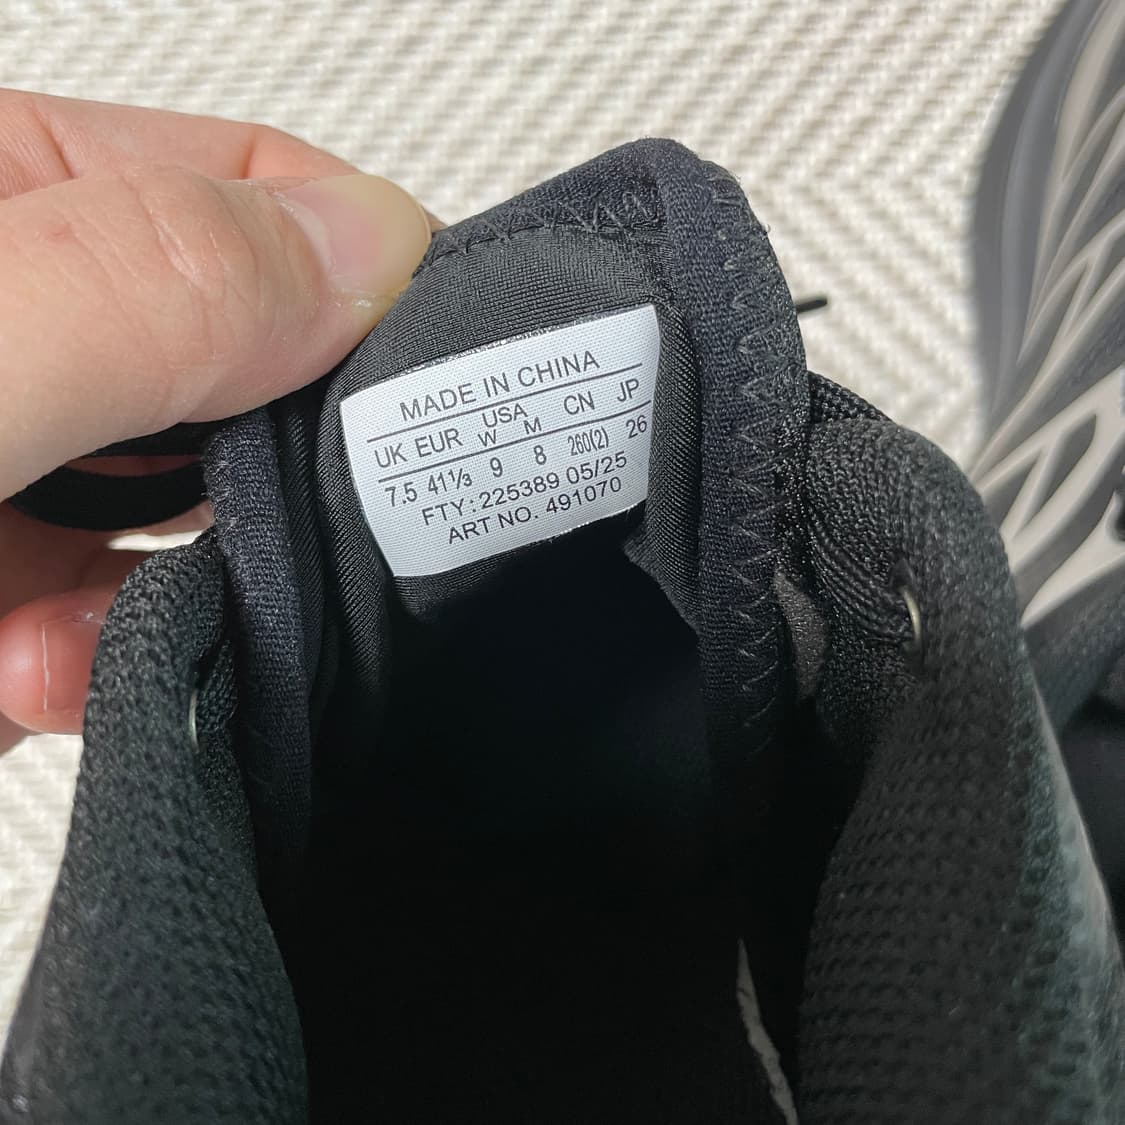 MADE IN CHINA
UK EUR USA CN JP
W M
7.5 41⅓ 9 8 260(2) 26
FTY: 225389 05/25
ART NO. 491070